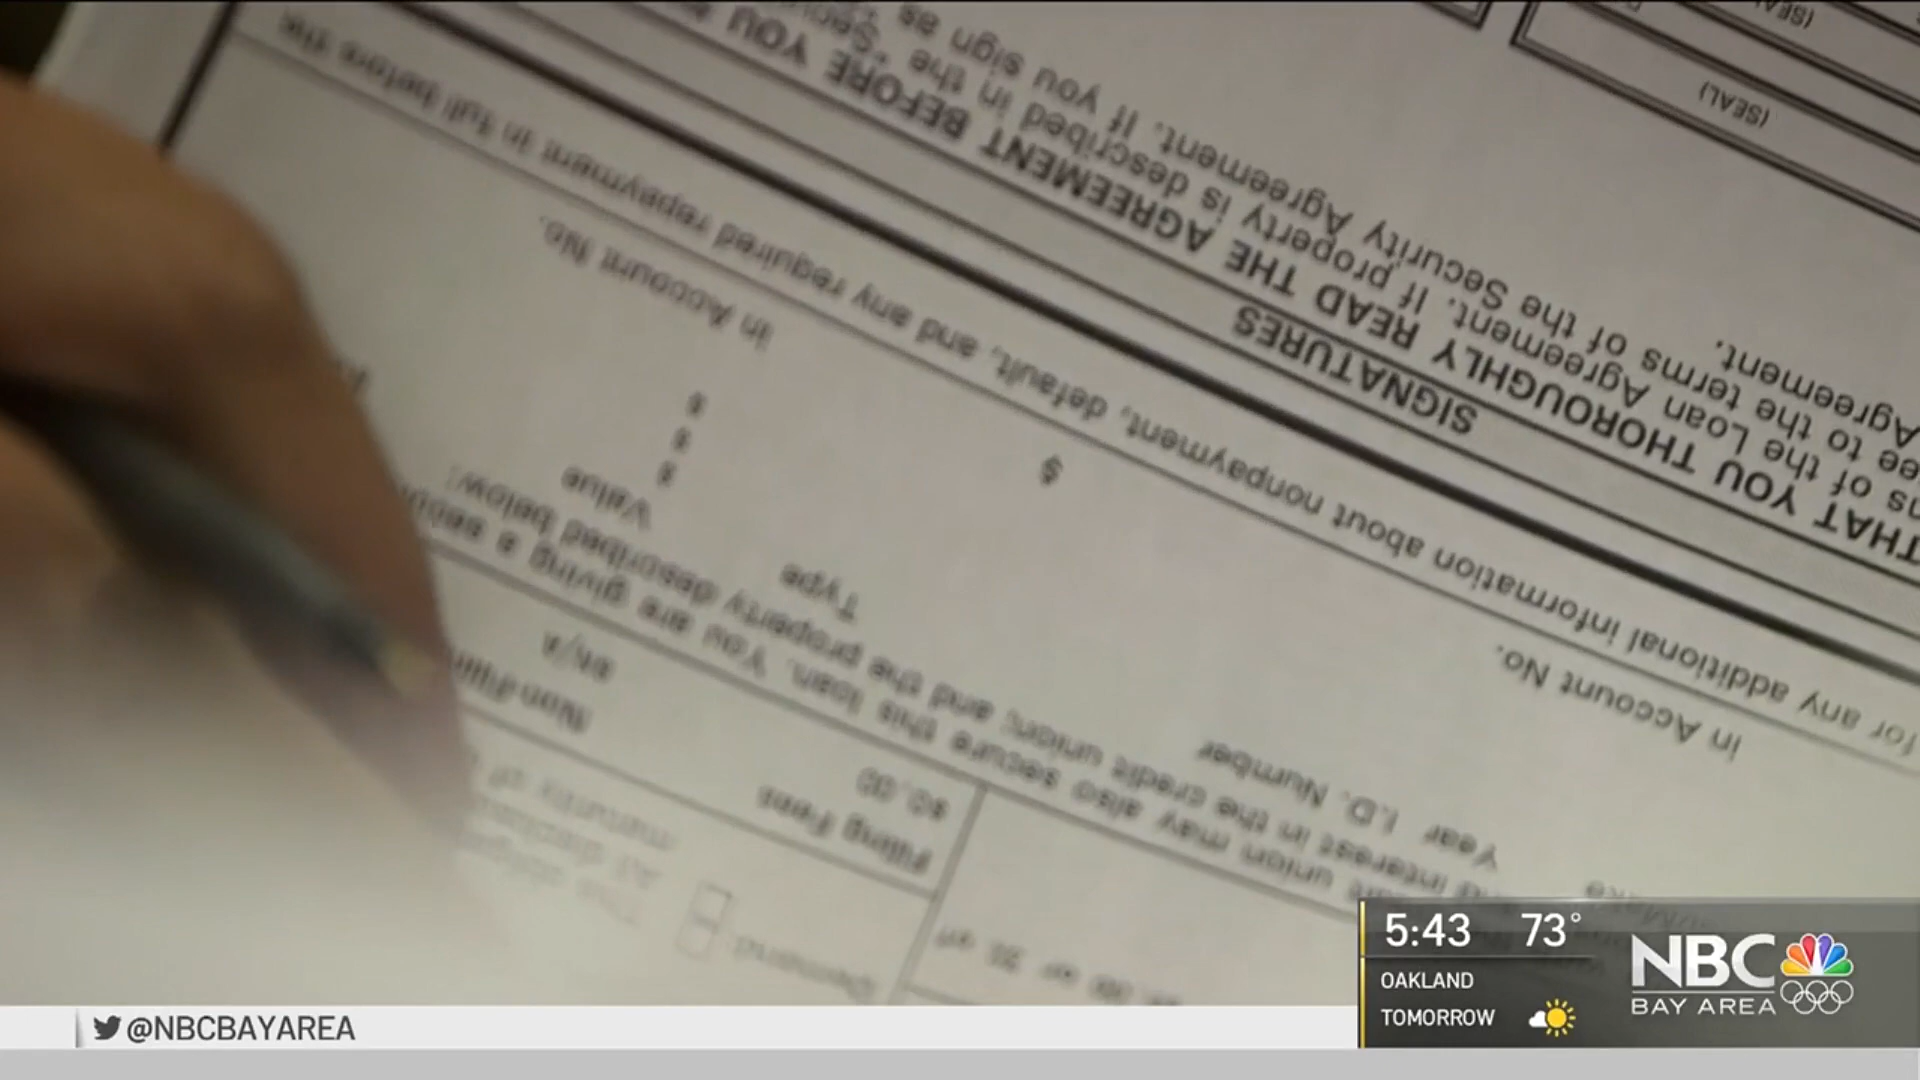 Filing Fees
$0.00
Non-Filin
n/a
union may also secure this loan. You are giving a secu
interest in the credit union; and the property described below:
Year I.D. Number Type Value
$
$
$
in Account No. $ in Account No.
for any additional information about nonpayment, default, and any required repayment in full before the
SIGNATURES
THAT YOU THOROUGHLY READ THE AGREEMENT BEFORE YOU
of the Loan Agreement. If property is described in the "Secu
to the terms of the Security Agreement. If you sign as
Agreement.
(SEAL)
(SEAL)
5:43 73°
OAKLAND
TOMORROW
NBC
BAY AREA
@NBCBAYAREA